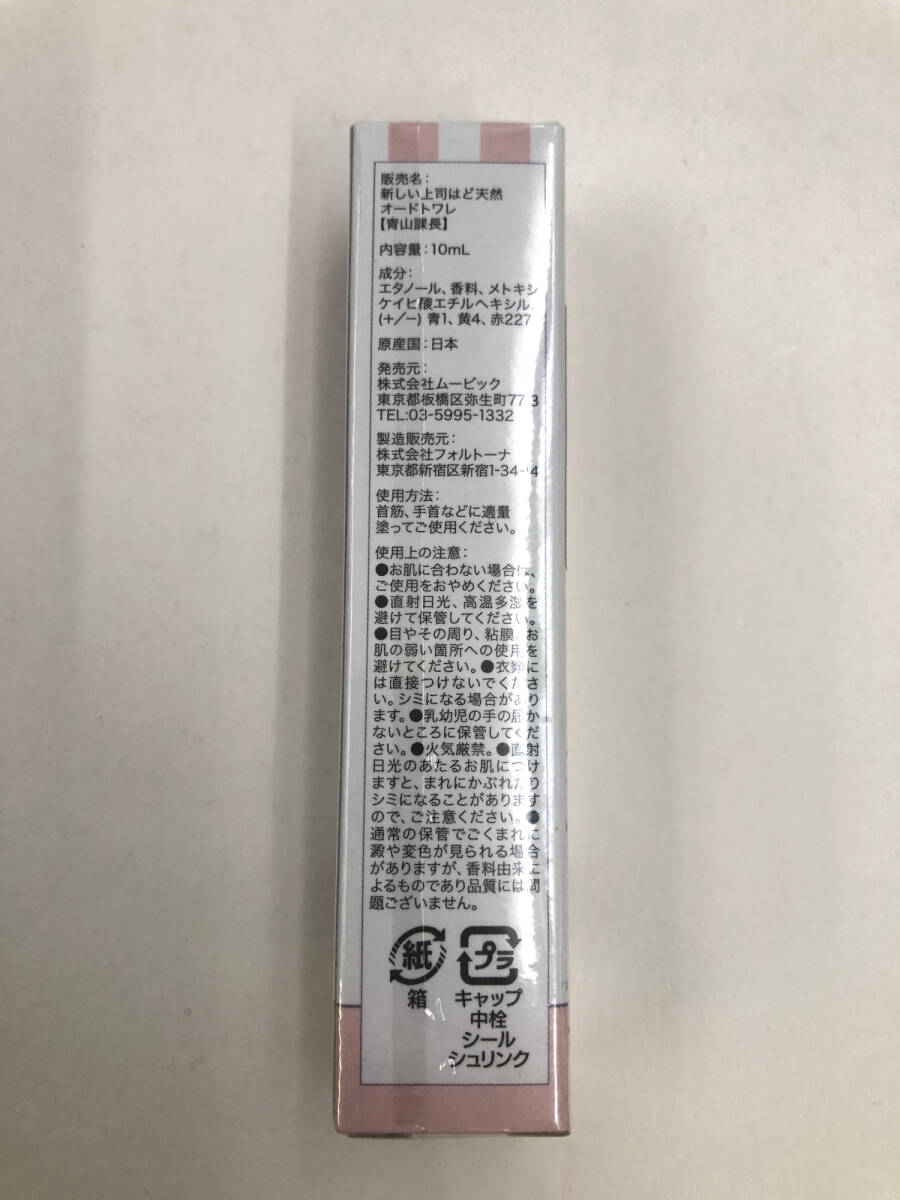 販売名：
新しい上司はど天然
オードトワレ
【青山課長】
内容量：10mL
成分：
エタノール、香料、メトキシ
ケイヒ酸エチルヘキシル、
(+/−) 青1、黄4、赤227
原産国：日本
発売元：
株式会社ムービック
東京都板橋区弥生町77-3
TEL:03-5995-1332
製造販売元：
株式会社フォルトーナ
東京都新宿区新宿1-34-4
使用方法：
首筋、手首などに適量
塗ってご使用ください。
使用上の注意：
●お肌に合わない場合は、
ご使用をおやめください。
●直射日光、高温多湿を
避けて保管してください。
●目やその周り、粘膜、お
肌の弱い箇所への使用を
避けてください。●衣類に
は直接つけないでくださ
い。シミになる場合があり
ます。●乳幼児の手の届か
ないところに保管してくだ
さい。●火気厳禁。●直射
日光のあたるお肌につけ
ますと、まれにかぶれたり
シミになることがあります
ので、ご注意ください。●
通常の保管でごくまれに
澱や変色が見られる場合
がありますが、香料由来に
よるものであり品質には問
題ございません。
紙 プラ
箱 キャップ
中栓
シール
シュリンク